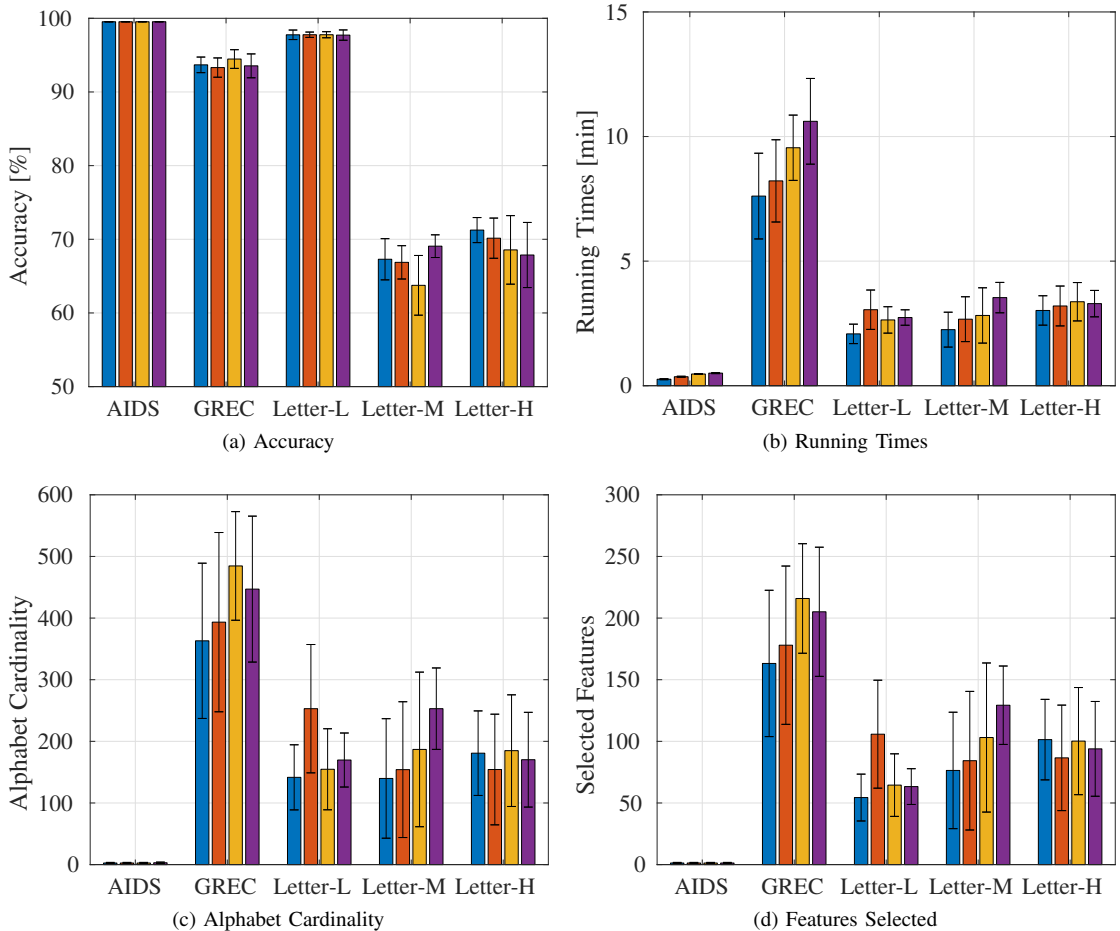 Accuracy [%]
100
90
80
70
60
50
AIDS GREC Letter-L Letter-M Letter-H
(a) Accuracy
Running Times [min]
15
10
5
0
AIDS GREC Letter-L Letter-M Letter-H
(b) Running Times
Alphabet Cardinality
600
500
400
300
200
100
0
AIDS GREC Letter-L Letter-M Letter-H
(c) Alphabet Cardinality
Selected Features
300
250
200
150
100
50
0
AIDS GREC Letter-L Letter-M Letter-H
(d) Features Selected